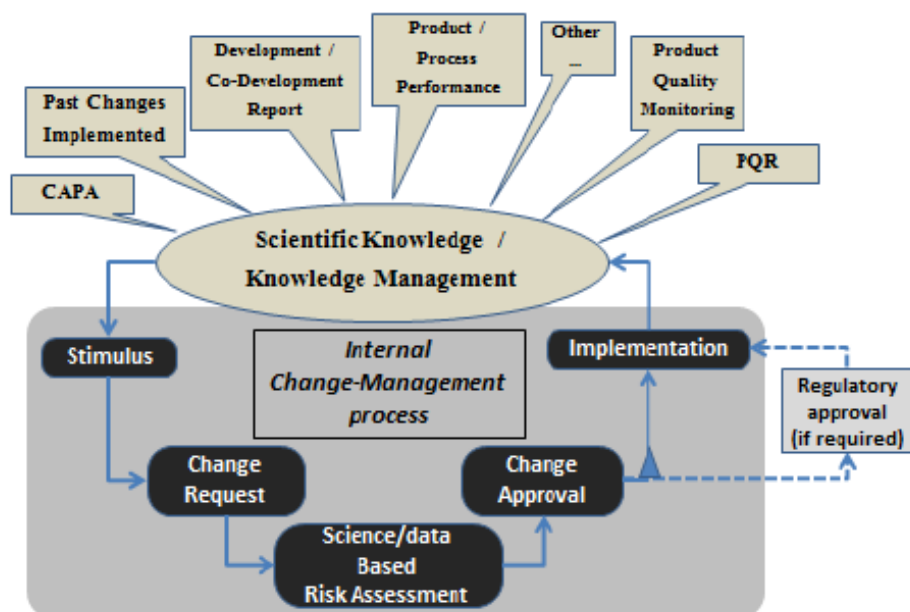 Development /
Co-Development
Report
Product /
Process
Performance
Other
...
Product
Quality
Monitoring
Past Changes
Implemented
CAPA
PQR
Scientific Knowledge /
Knowledge Management
Stimulus
Internal
Change-Management
process
Implementation
Regulatory
approval
(if required)
Change
Request
Change
Approval
Science/data
Based
Risk Assessment